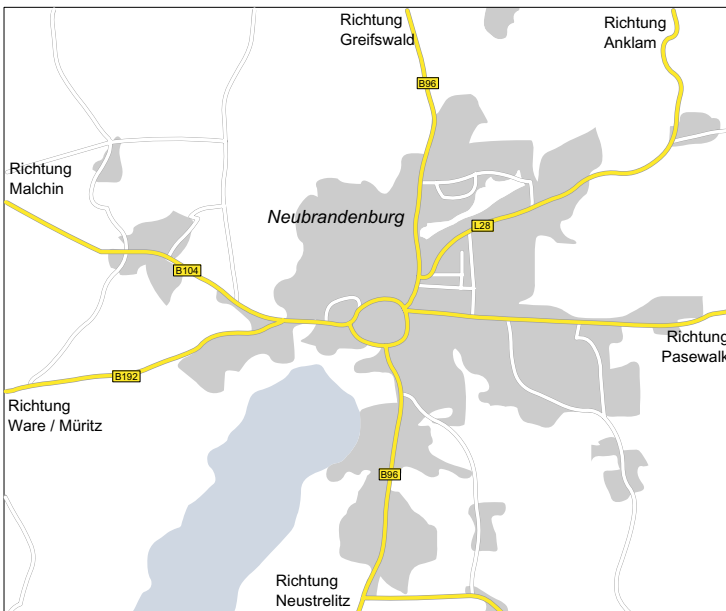 Richtung
Greifswald
Richtung
Anklam
B96
Richtung
Malchin
Neubrandenburg
L28
B104
Richtung
Pasewalk
B192
Richtung
Ware / Müritz
B96
Richtung
Neustrelitz